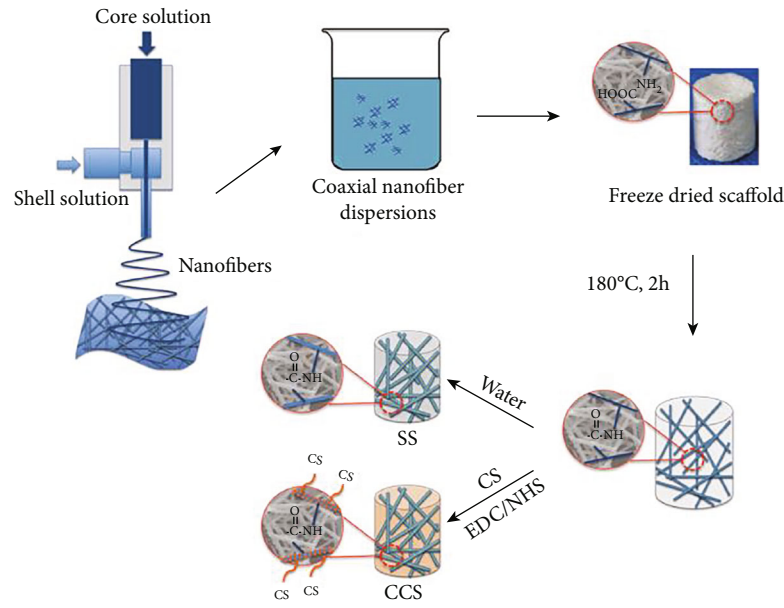 Core solution
Shell solution
Nanofibers
Coaxial nanofiber
dispersions
HOOC
NH₂
Freeze dried scaffold
180°C, 2h
O
-C-NH
Water
SS
O
-C-NH
CS
EDC/NHS
CS
CS
O
-C-NH
CS
CS
CCS